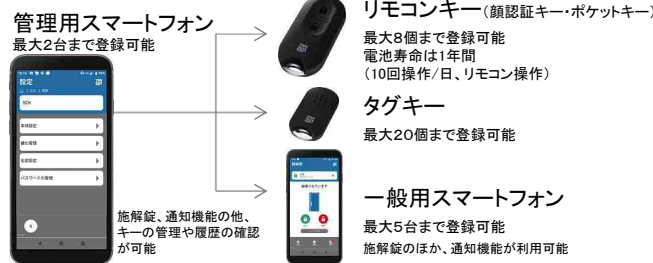 管理用スマートフォン
最大2台まで登録可能
設定
本体設定
鍵の管理
宅配設定
パスワードの管理
施解錠、通知機能の他、
キーの管理や履歴の確認
が可能
リモコンキー(顔認証キー・ポケットキー)
最大8個まで登録可能
電池寿命は1年間
(10回操作/日、リモコン操作)
タグキー
最大20個まで登録可能
一般用スマートフォン
最大5台まで登録可能
施解錠のほか、通知機能が利用可能